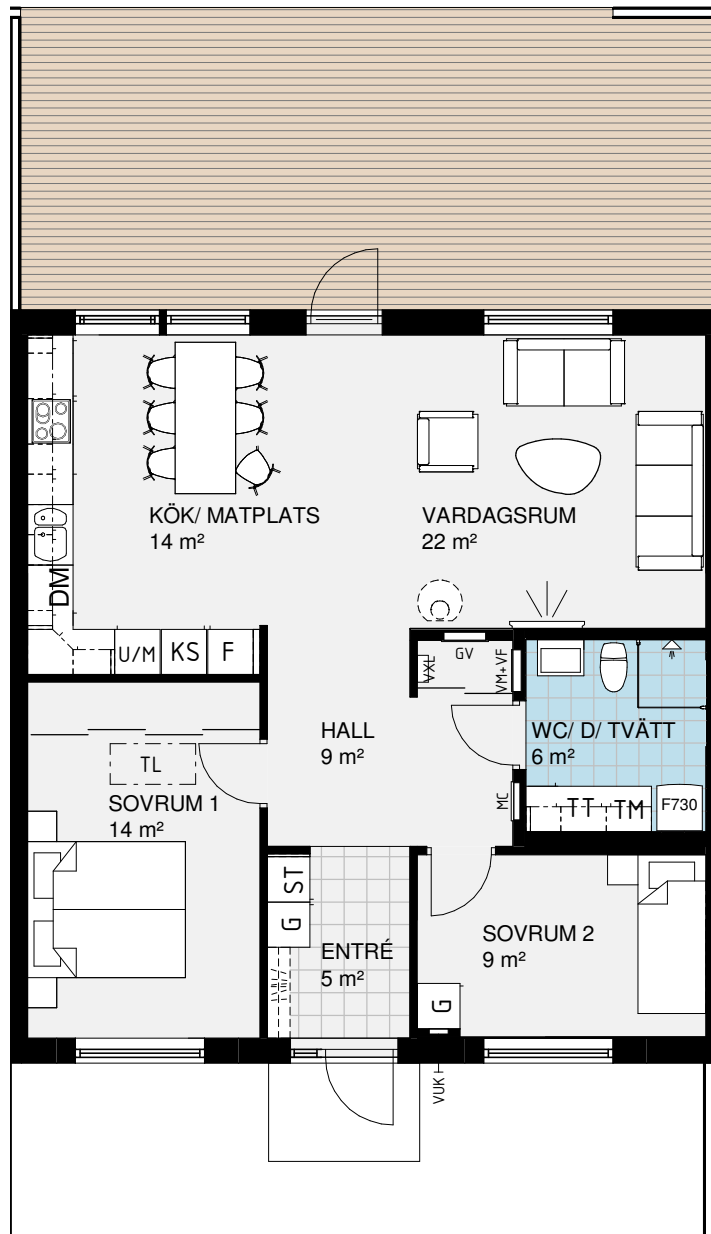 KÖK/ MATPLATS
14 m²
VARDAGSRUM
22 m²
DM
U/M
KS
F
VXL
GV
VM+VF
HALL
9 m²
WC/ D/ TVÄTT
6 m²
TL
SOVRUM 1
14 m²
MC
TT
TM
F730
ST
G
ENTRÉ
5 m²
SOVRUM 2
9 m²
G
VUK